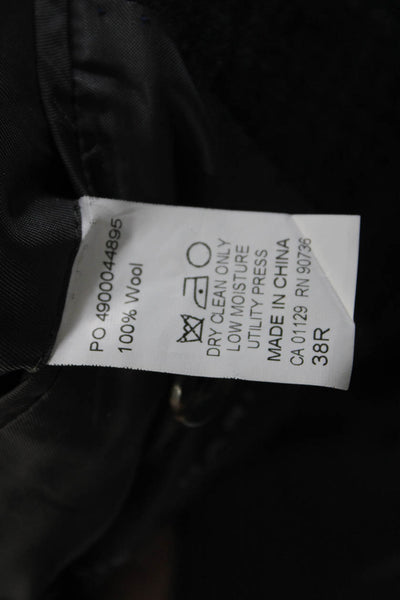 PO 4900044895
100% Wool
DRY CLEAN ONLY
LOW MOISTURE
UTILITY PRESS
MADE IN CHINA
CA 01129 RN 90736
38R